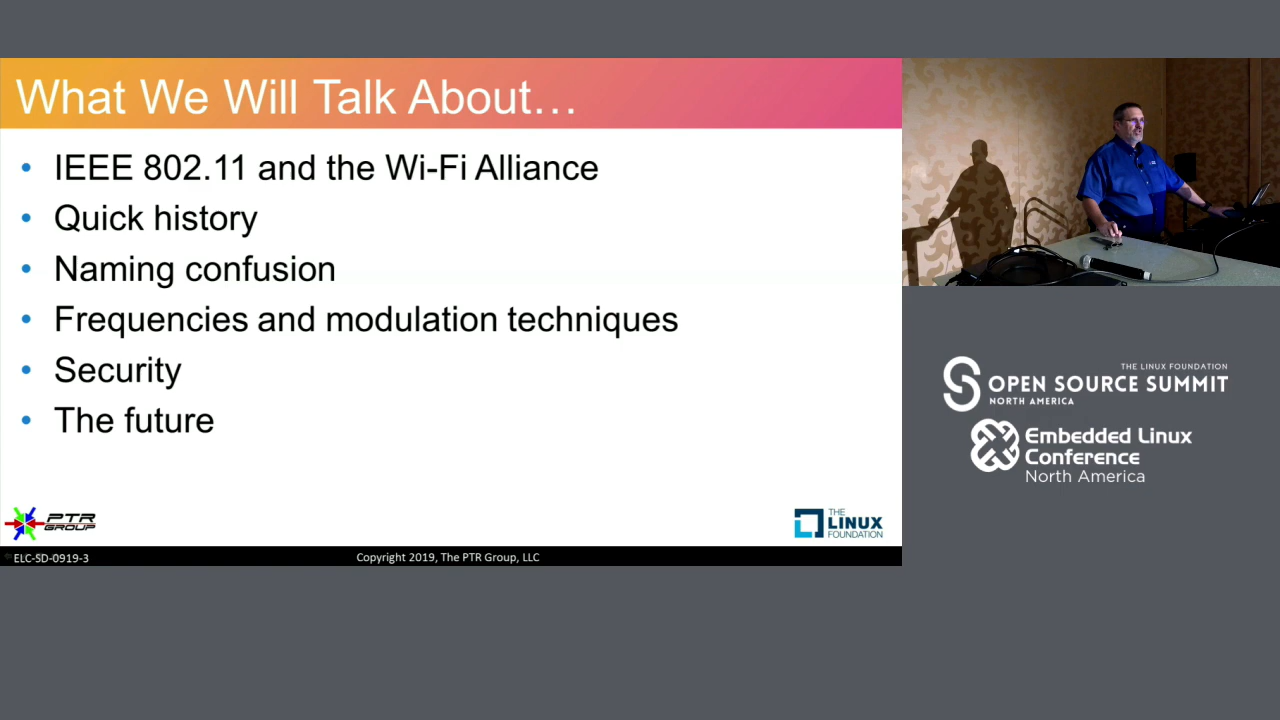 What We Will Talk About…
• IEEE 802.11 and the Wi-Fi Alliance
• Quick history
• Naming confusion
• Frequencies and modulation techniques
• Security
• The future
PTR
GROUP
THE
LINUX
FOUNDATION
ELC-SD-0919-3
Copyright 2019, The PTR Group, LLC
THE LINUX FOUNDATION
OPEN SOURCE SUMMIT
NORTH AMERICA
Embedded Linux
Conference
North America